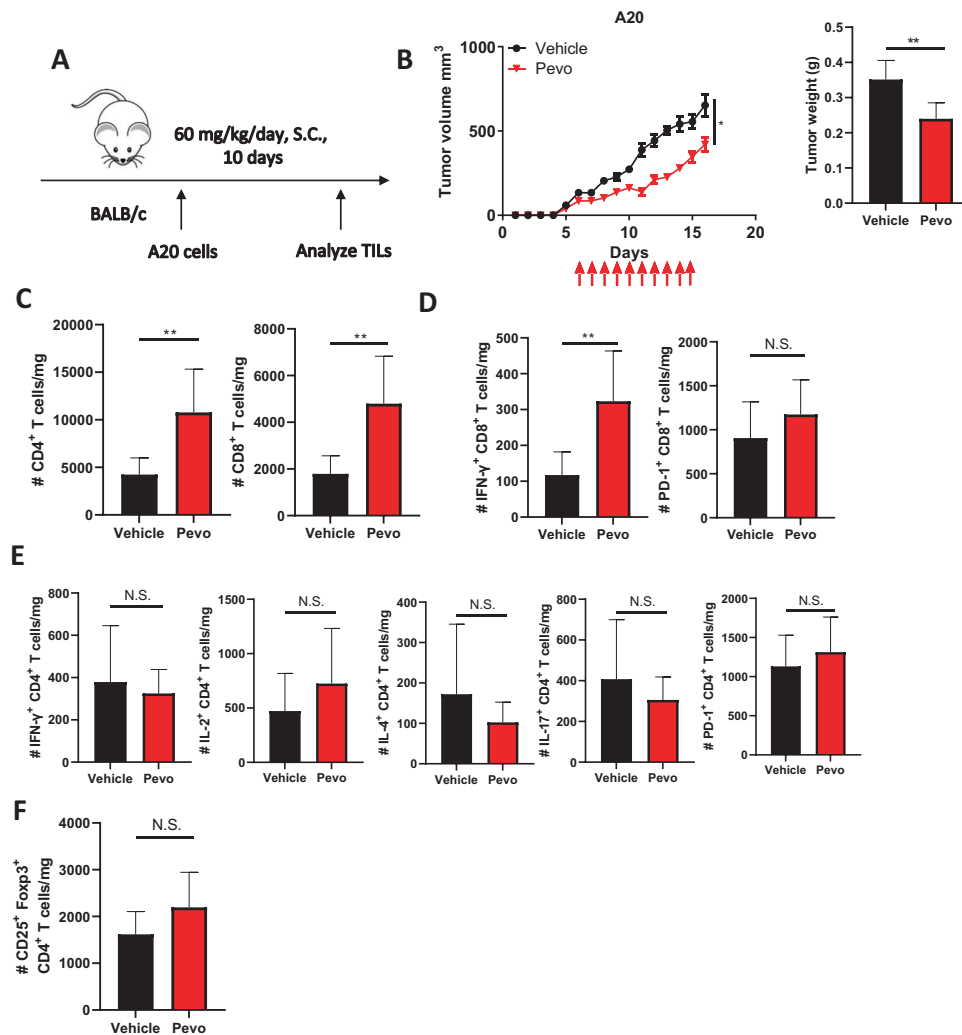 A
60 mg/kg/day, S.C.,
10 days
BALB/c
A20 cells
Analyze TILs
B
A20
Vehicle
Pevo
Tumor volume mm³
1000
500
0
0
5
10
15
20
Days
*
Tumor weight (g)
0.4
0.3
0.2
0.1
0.0
**
Vehicle
Pevo
C
# CD4⁺ T cells/mg
20000
15000
10000
5000
0
**
Vehicle
Pevo
# CD8⁺ T cells/mg
8000
6000
4000
2000
0
**
Vehicle
Pevo
D
# IFN-γ⁺ CD8⁺ T cells/mg
500
400
300
200
100
0
**
Vehicle
Pevo
# PD-1⁺ CD8⁺ T cells/mg
2000
1500
1000
500
0
N.S.
Vehicle
Pevo
E
# IFN-γ⁺ CD4⁺ T cells/mg
800
600
400
200
0
N.S.
Vehicle
Pevo
# IL-2⁺ CD4⁺ T cells/mg
1500
1000
500
0
N.S.
Vehicle
Pevo
# IL-4⁺ CD4⁺ T cells/mg
400
300
200
100
0
N.S.
Vehicle
Pevo
# IL-17⁺ CD4⁺ T cells/mg
800
600
400
200
0
N.S.
Vehicle
Pevo
# PD-1⁺ CD4⁺ T cells/mg
2000
1500
1000
500
0
N.S.
Vehicle
Pevo
F
# CD25⁺ Foxp3⁺
CD4⁺ T cells/mg
4000
3000
2000
1000
0
N.S.
Vehicle
Pevo